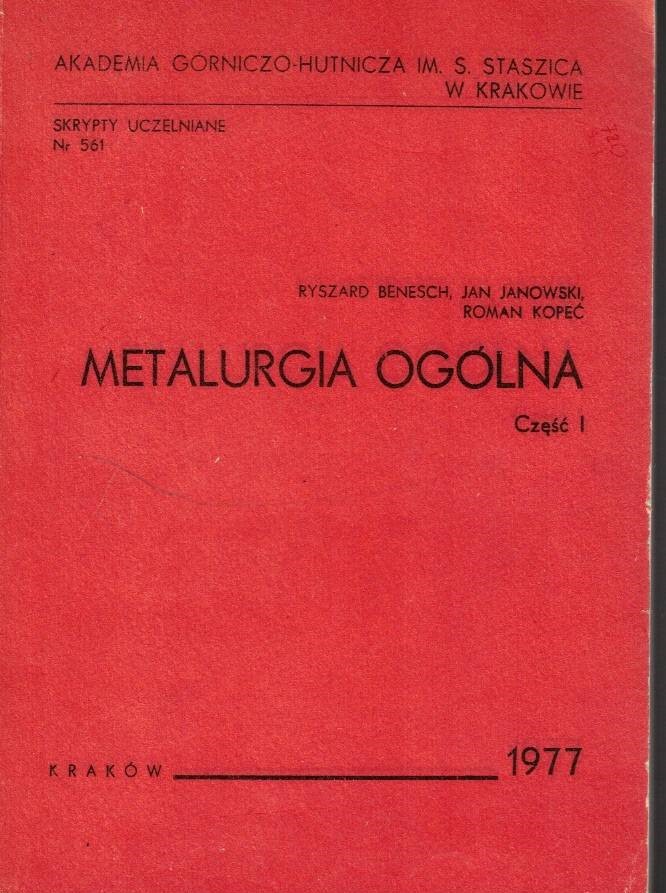 AKADEMIA GÓRNICZO-HUTNICZA IM. S. STASZICA
W KRAKOWIE
SKRYPTY UCZELNIANE
Nr 561
RYSZARD BENESCH, JAN JANOWSKI,
ROMAN KOPEĆ
METALURGIA OGÓLNA
Część I
KRAKÓW 1977